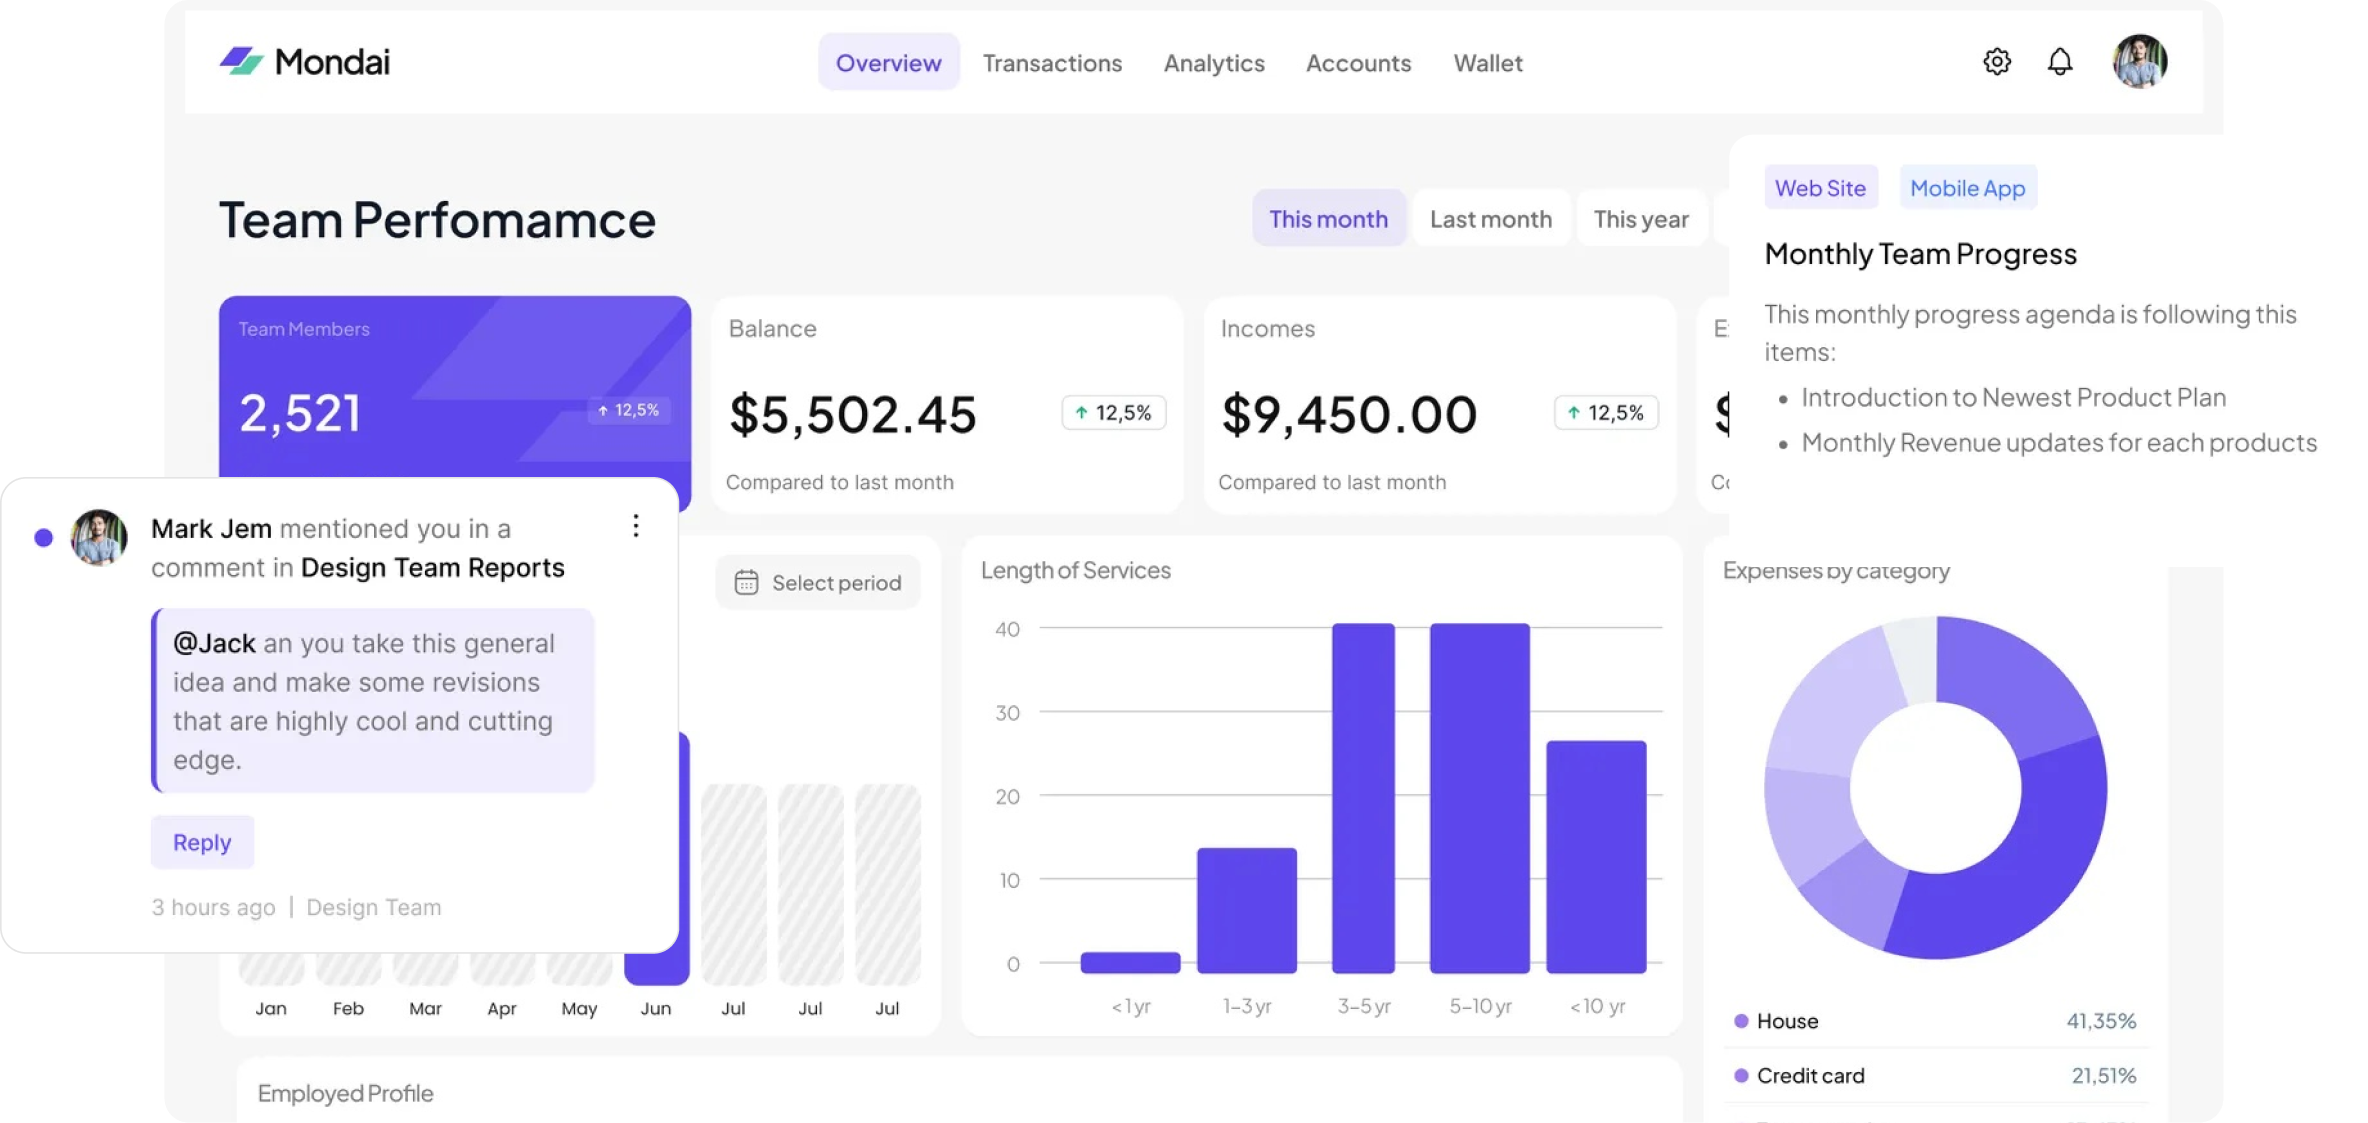 Mondai
Overview
Transactions
Analytics
Accounts
Wallet
Team Perfomamce
This month
Last month
This year
Web Site
Mobile App
Monthly Team Progress
This monthly progress agenda is following this
items:
• Introduction to Newest Product Plan
• Monthly Revenue updates for each products
Team Members
2,521
↑ 12,5%
Balance
$5,502.45
↑ 12,5%
Compared to last month
Incomes
$9,450.00
↑ 12,5%
Compared to last month
$
Mark Jem mentioned you in a
comment in Design Team Reports
@Jack an you take this general
idea and make some revisions
that are highly cool and cutting
edge.
Reply
3 hours ago | Design Team
Select period
Jan
Feb
Mar
Apr
May
Jun
Jul
Jul
Jul
Length of Services
40
30
20
10
0
<1 yr
1–3 yr
3–5 yr
5–10 yr
<10 yr
Expenses by category
House
41,35%
Credit card
21,51%
Employed Profile